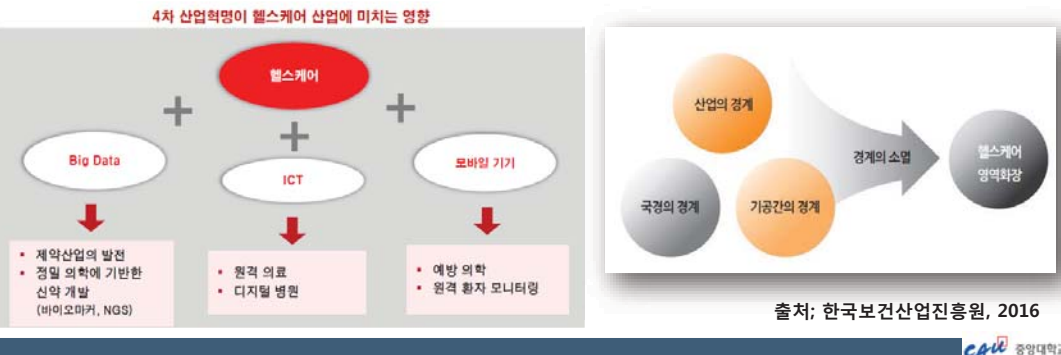 4차 산업혁명이 헬스케어 산업에 미치는 영향
헬스케어
Big Data
ICT
모바일 기기
• 제약산업의 발전
• 정밀 의학에 기반한
신약 개발
(바이오마커, NGS)
• 원격 의료
• 디지털 병원
• 예방 의학
• 원격 환자 모니터링
산업의 경계
국경의 경계
기공간의 경계
경계의 소멸
헬스케어
영역화장
출처; 한국보건산업진흥원, 2016
CAU 중앙대학교